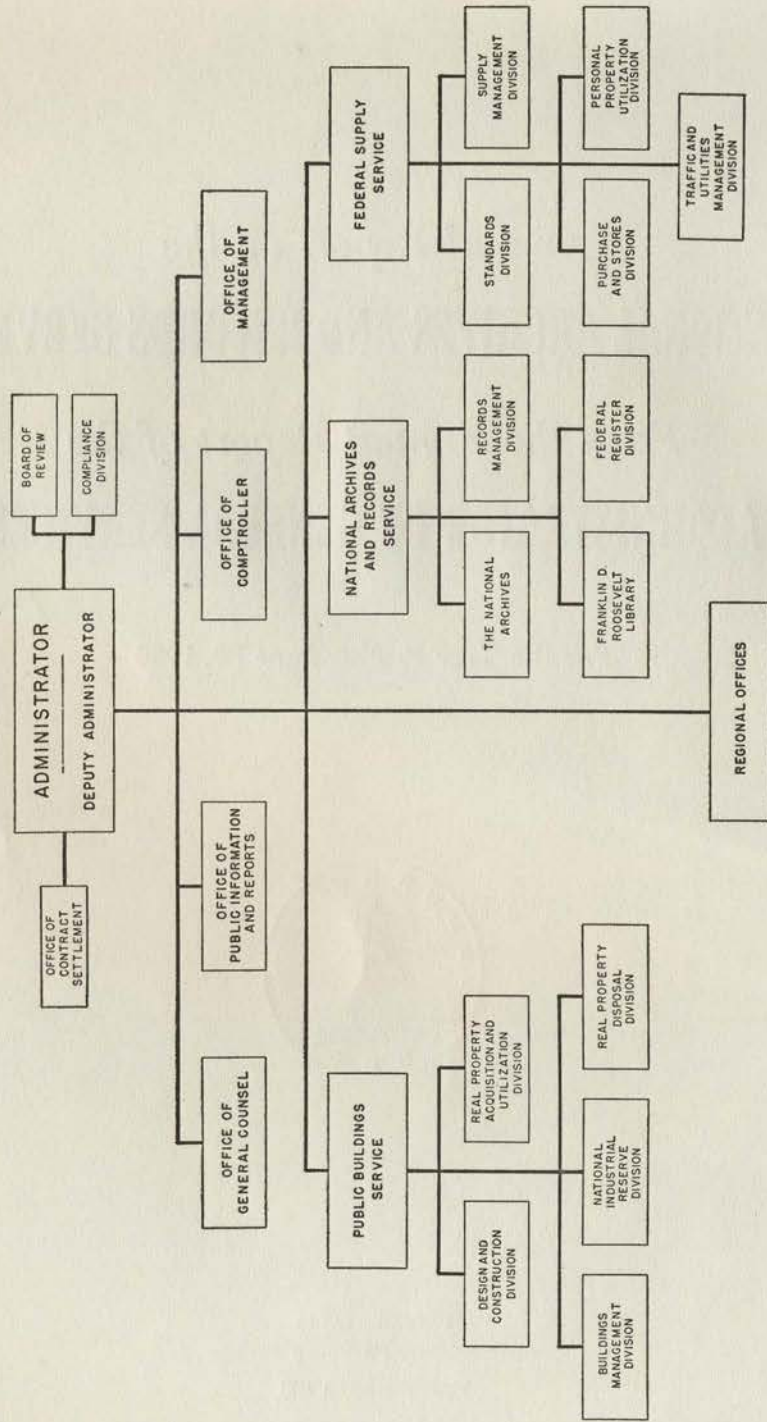 ADMINISTRATOR
DEPUTY ADMINISTRATOR
OFFICE OF
CONTRACT
SETTLEMENT
BOARD OF
REVIEW
COMPLIANCE
DIVISION
OFFICE OF
GENERAL COUNSEL
OFFICE OF
PUBLIC INFORMATION
AND REPORTS
OFFICE OF
COMPTROLLER
OFFICE OF
MANAGEMENT
PUBLIC BUILDINGS
SERVICE
DESIGN AND
CONSTRUCTION
DIVISION
REAL PROPERTY
ACQUISITION AND
UTILIZATION
DIVISION
BUILDINGS
MANAGEMENT
DIVISION
NATIONAL
INDUSTRIAL
RESERVE
DIVISION
REAL PROPERTY
DISPOSAL
DIVISION
NATIONAL ARCHIVES
AND RECORDS
SERVICE
THE NATIONAL
ARCHIVES
RECORDS
MANAGEMENT
DIVISION
FRANKLIN D.
ROOSEVELT
LIBRARY
FEDERAL
REGISTER
DIVISION
FEDERAL SUPPLY
SERVICE
STANDARDS
DIVISION
SUPPLY
MANAGEMENT
DIVISION
PURCHASE
AND STORES
DIVISION
PERSONAL
PROPERTY
UTILIZATION
DIVISION
TRAFFIC AND
UTILITIES
MANAGEMENT
DIVISION
REGIONAL OFFICES